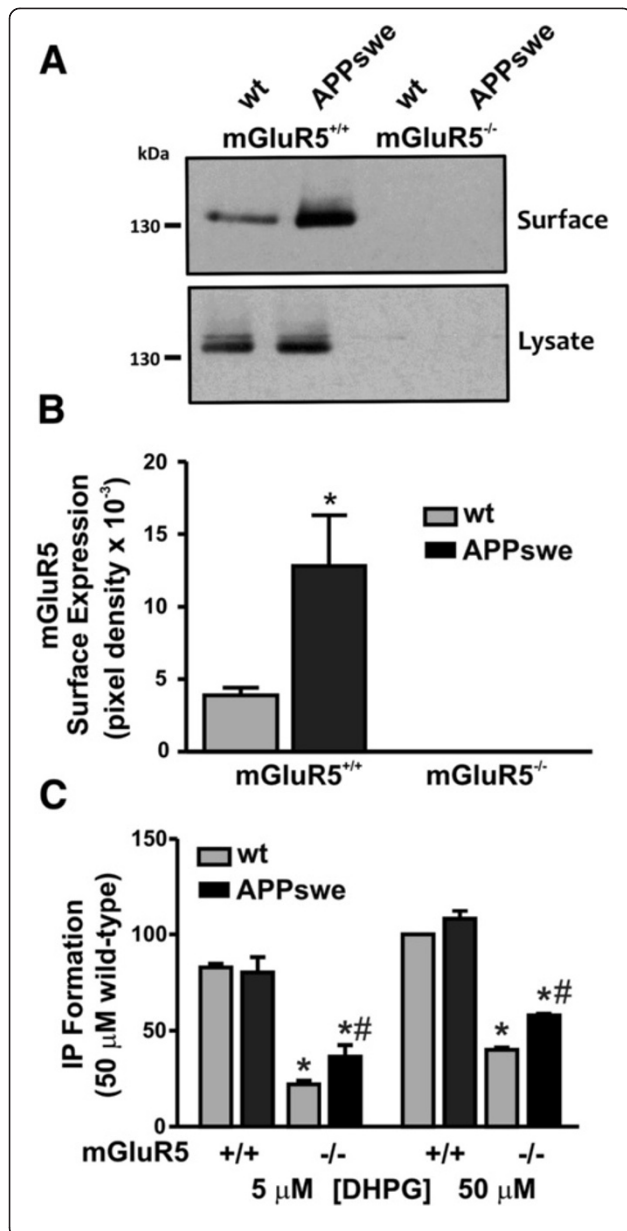 A
wt APPswe wt APPswe
mGluR5+/+ mGluR5-/-
kDa
130
Surface
130
Lysate
B
mGluR5
Surface Expression
(pixel density x 10-3)
20
15
10
5
0
*
wt
APPswe
mGluR5+/+ mGluR5-/-
C
IP Formation
(50 μM wild-type)
150
100
50
0
wt
APPswe
* *# * *#
mGluR5 +/+ -/- +/+ -/-
5 μM [DHPG] 50 μM